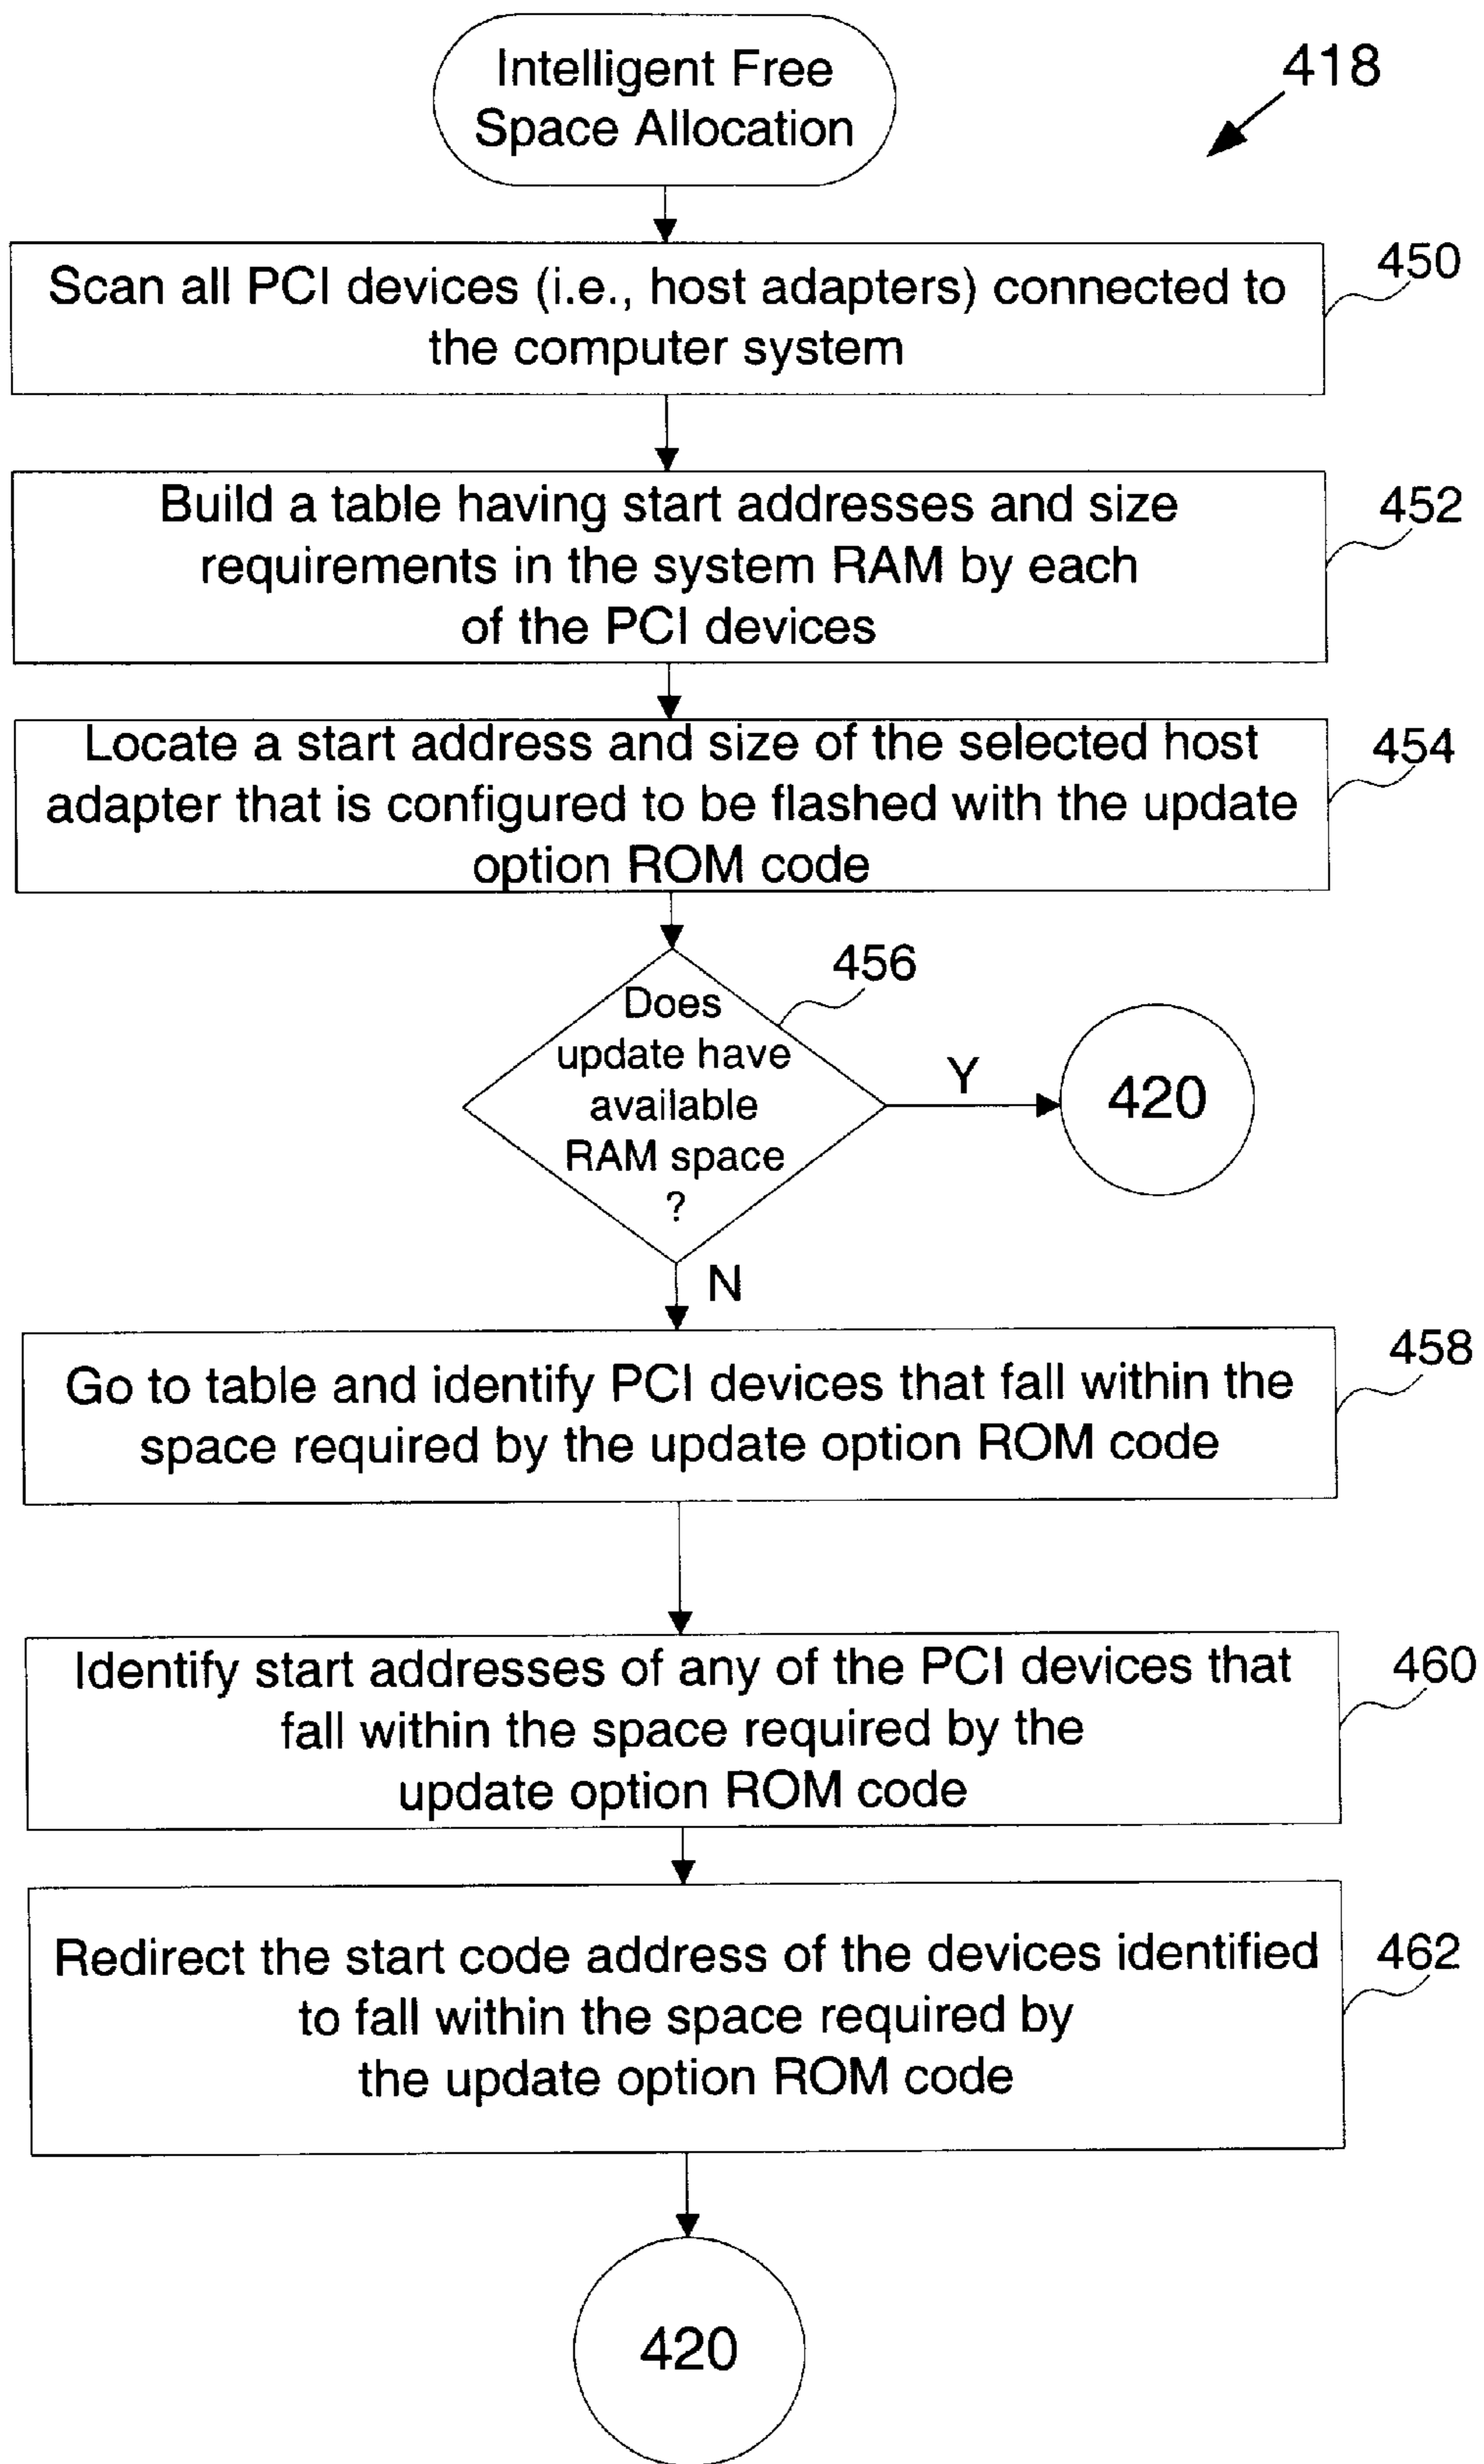 Intelligent Free
Space Allocation
418
Scan all PCI devices (i.e., host adapters) connected to
the computer system
450
Build a table having start addresses and size
requirements in the system RAM by each
of the PCI devices
452
Locate a start address and size of the selected host
adapter that is configured to be flashed with the update
option ROM code
454
Does
update have
available
RAM space
?
456
Y
420
N
Go to table and identify PCI devices that fall within the
space required by the update option ROM code
458
Identify start addresses of any of the PCI devices that
fall within the space required by the
update option ROM code
460
Redirect the start code address of the devices identified
to fall within the space required by
the update option ROM code
462
420